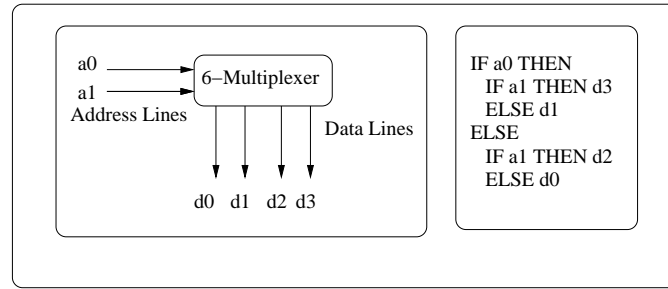 a0
a1
Address Lines
6−Multiplexer
Data Lines
d0 d1 d2 d3
IF a0 THEN
IF a1 THEN d3
ELSE d1
ELSE
IF a1 THEN d2
ELSE d0